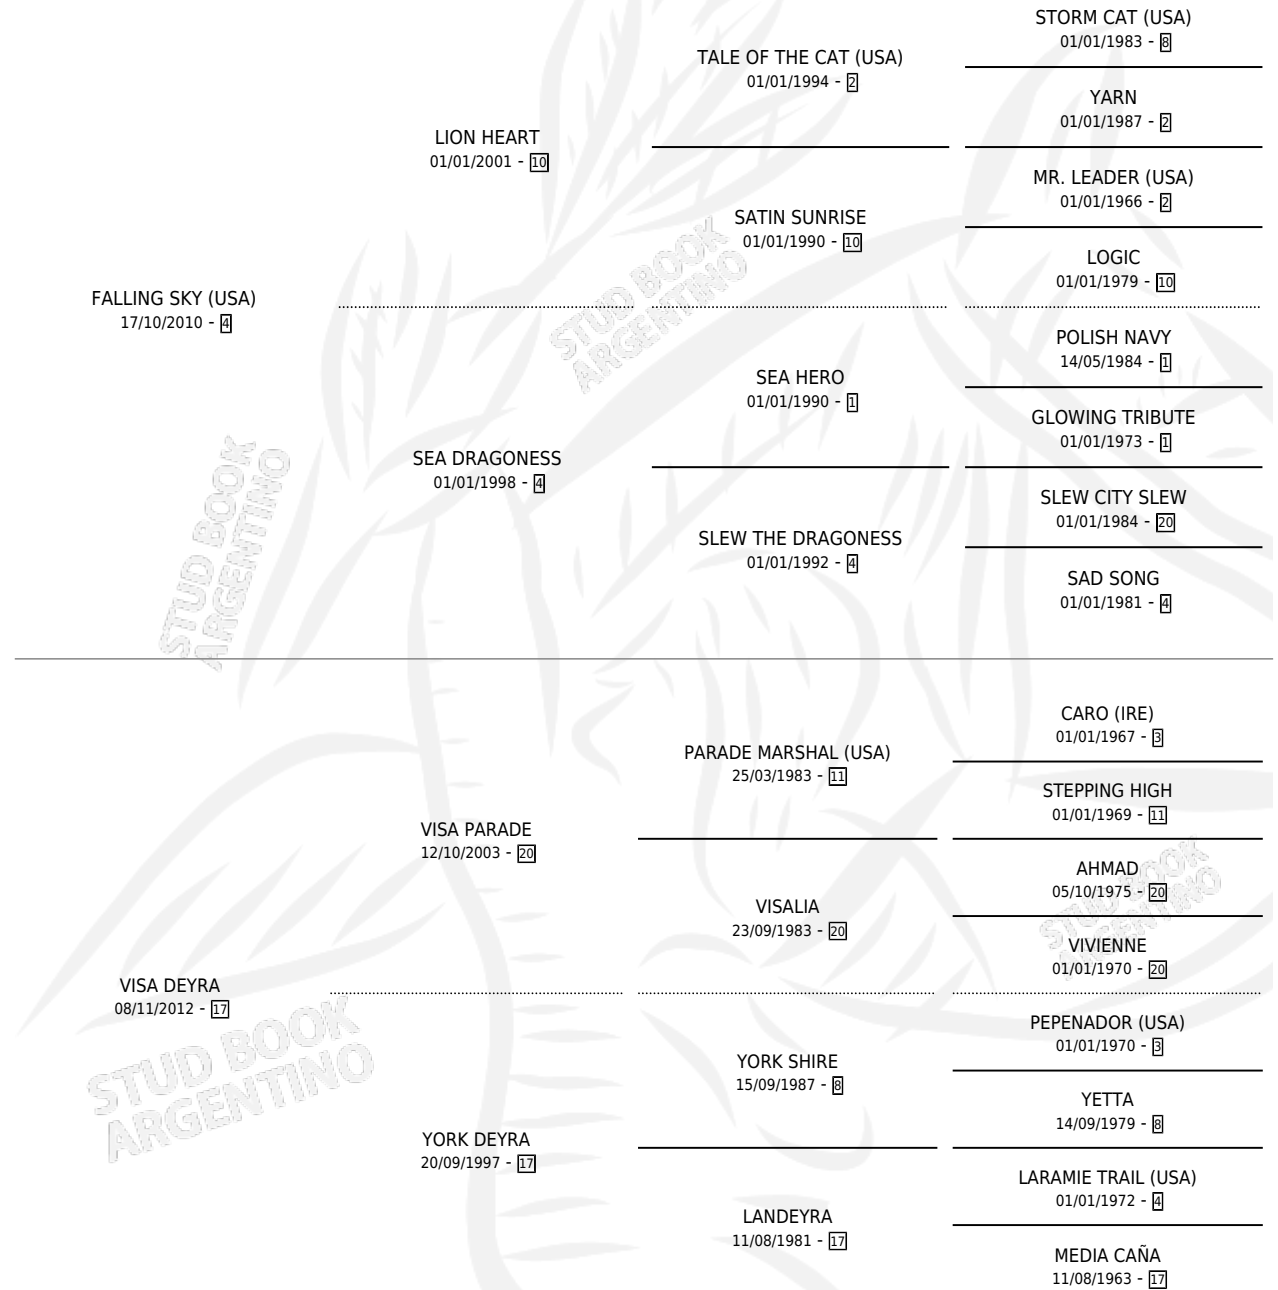 STORM CAT (USA)
01/01/1983 - 8
TALE OF THE CAT (USA)
01/01/1994 - 2
YARN
01/01/1987 - 2
LION HEART
01/01/2001 - 10
MR. LEADER (USA)
01/01/1966 - 2
SATIN SUNRISE
01/01/1990 - 10
LOGIC
01/01/1979 - 10
FALLING SKY (USA)
17/10/2010 - 4
POLISH NAVY
14/05/1984 - 1
SEA HERO
01/01/1990 - 1
GLOWING TRIBUTE
01/01/1973 - 1
SEA DRAGONESS
01/01/1998 - 4
SLEW CITY SLEW
01/01/1984 - 20
SLEW THE DRAGONESS
01/01/1992 - 4
SAD SONG
01/01/1981 - 4
CARO (IRE)
01/01/1967 - 3
PARADE MARSHAL (USA)
25/03/1983 - 11
STEPPING HIGH
01/01/1969 - 11
VISA PARADE
12/10/2003 - 20
AHMAD
05/10/1975 - 20
VISALIA
23/09/1983 - 20
VIVIENNE
01/01/1970 - 20
VISA DEYRA
08/11/2012 - 17
PEPENADOR (USA)
01/01/1970 - 3
YORK SHIRE
15/09/1987 - 8
YETTA
14/09/1979 - 8
YORK DEYRA
20/09/1997 - 17
LARAMIE TRAIL (USA)
01/01/1972 - 4
LANDEYRA
11/08/1981 - 17
MEDIA CAÑA
11/08/1963 - 17
STUD BOOK
ARGENTINO
STUD BOOK
ARGENTINO
STUD BOOK
ARGENTINO
STUD BOOK
ARGENTINO